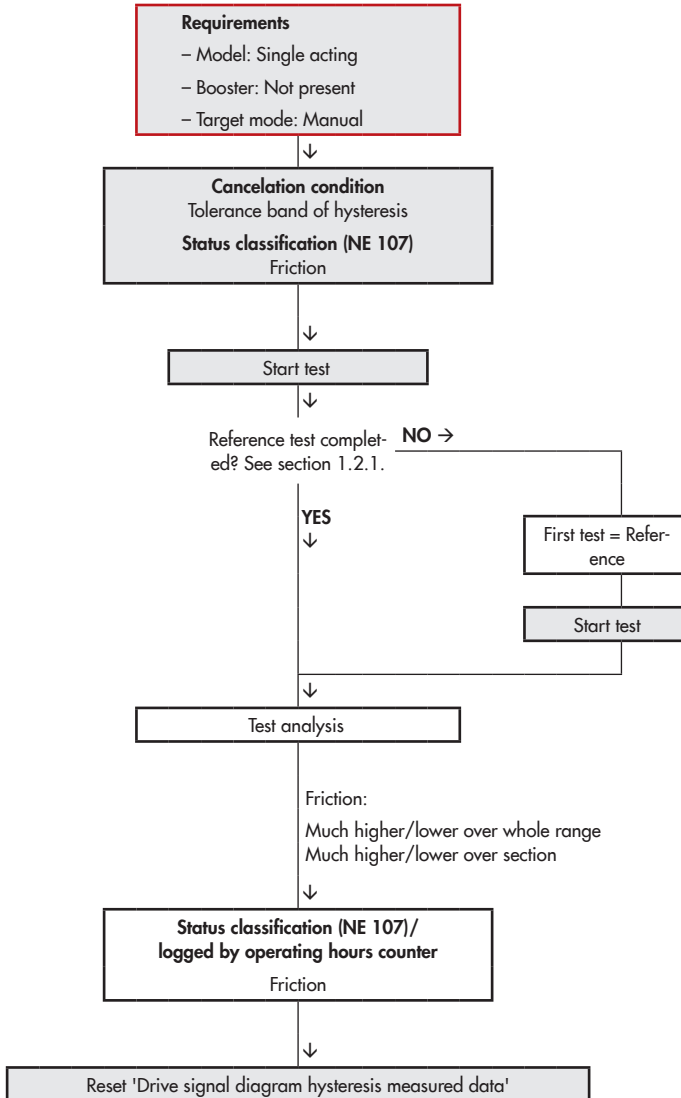 Requirements
– Model: Single acting
– Booster: Not present
– Target mode: Manual
Cancelation condition
Tolerance band of hysteresis
Status classification (NE 107)
Friction
Start test
Reference test complet-
ed? See section 1.2.1.
NO →
YES
First test = Refer-
ence
Start test
Test analysis
Friction:
Much higher/lower over whole range
Much higher/lower over section
Status classification (NE 107)/
logged by operating hours counter
Friction
Reset 'Drive signal diagram hysteresis measured data'